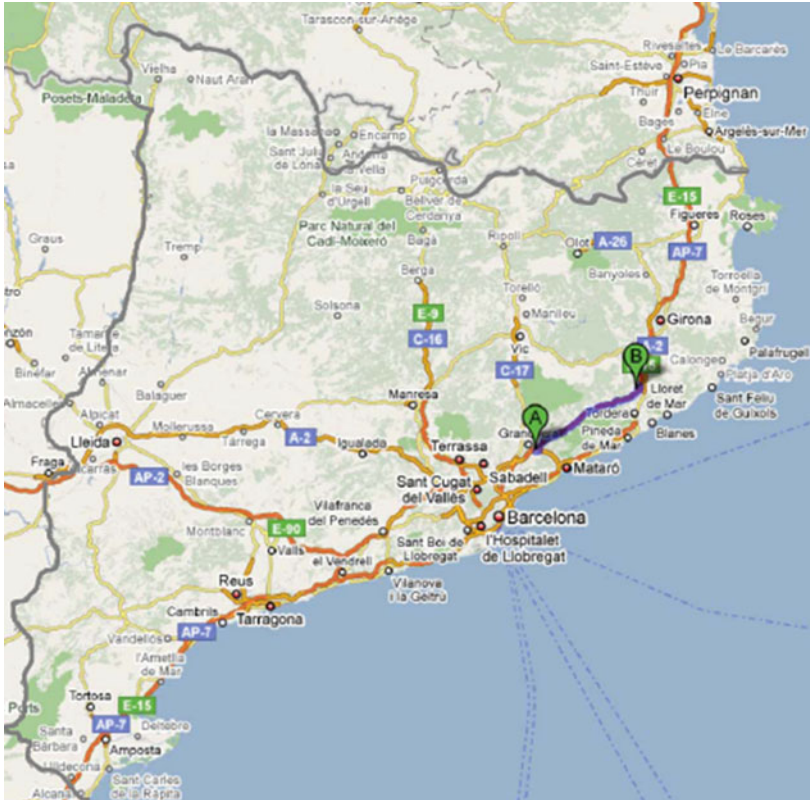 Tarascon-sur-Ariège
Rivesaltes
Le Barcarès
Vielha
Naut Aran
Saint-Estève
Pia
Perpignan
Posets-Maladeta
Thuir
Elne
Bages
la Massana
Encamp
Argelès-sur-Mer
Sant Julià
de Lòria
Andorra
la Vella
Le Boulou
Céret
Puigcerdà
la Seu
d'Urgell
Bellver de
Cerdanya
E-15
Parc Natural del
Cadí-Moixeró
Figueres
Roses
Graus
Bagà
Ripoll
Olot
A-26
AP-7
Tremp
Berga
Banyoles
Torroella
de Montgrí
Torelló
Solsona
Manlleu
E-9
Girona
Begur
C-16
Vic
A-2
Palafrugell
Binéfar
Almenar
C-17
B
Calonge
Platja d'Aro
Balaguer
Manresa
Lloret
de Mar
Sant Feliu
de Guíxols
Almacelles
Alpicat
Mollerussa
Cervera
A
Tordera
Blanes
Lleida
Tàrrega
A-2
Igualada
Terrassa
Pineda
de Mar
Fraga
AP-2
les Borges
Blanques
Sabadell
Mataró
Sant Cugat
del Vallès
Vilafranca
del Penedès
Barcelona
Montblanc
E-90
Valls
Sant Boi de
Llobregat
l'Hospitalet
de Llobregat
el Vendrell
Reus
Vilanova
i la Geltrú
Cambrils
Tarragona
Vandellòs
AP-7
l'Ametlla
de Mar
Tortosa
Ports
E-15
AP-7
Deltebre
Santa
Bàrbara
Amposta
Ulldecona
Sant Carles
de la Ràpita
Alcanar